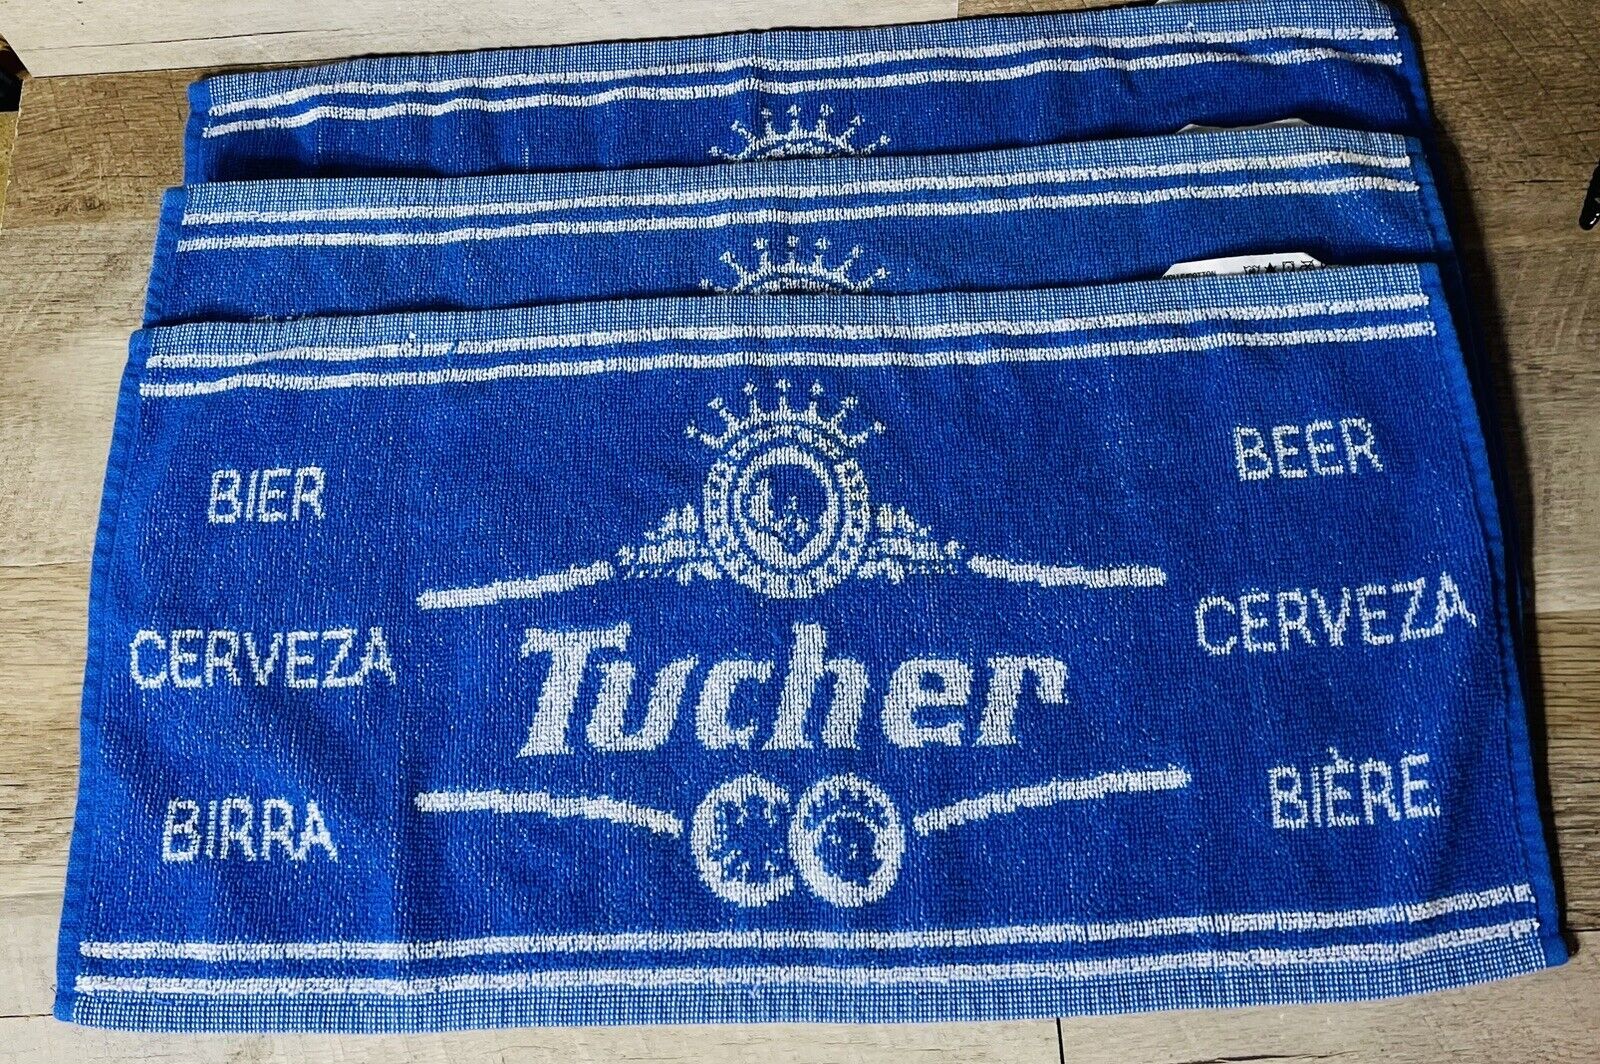 BIER
BEER
CERVEZA
CERVEZA
Tucher
BIRRA
BIÈRE